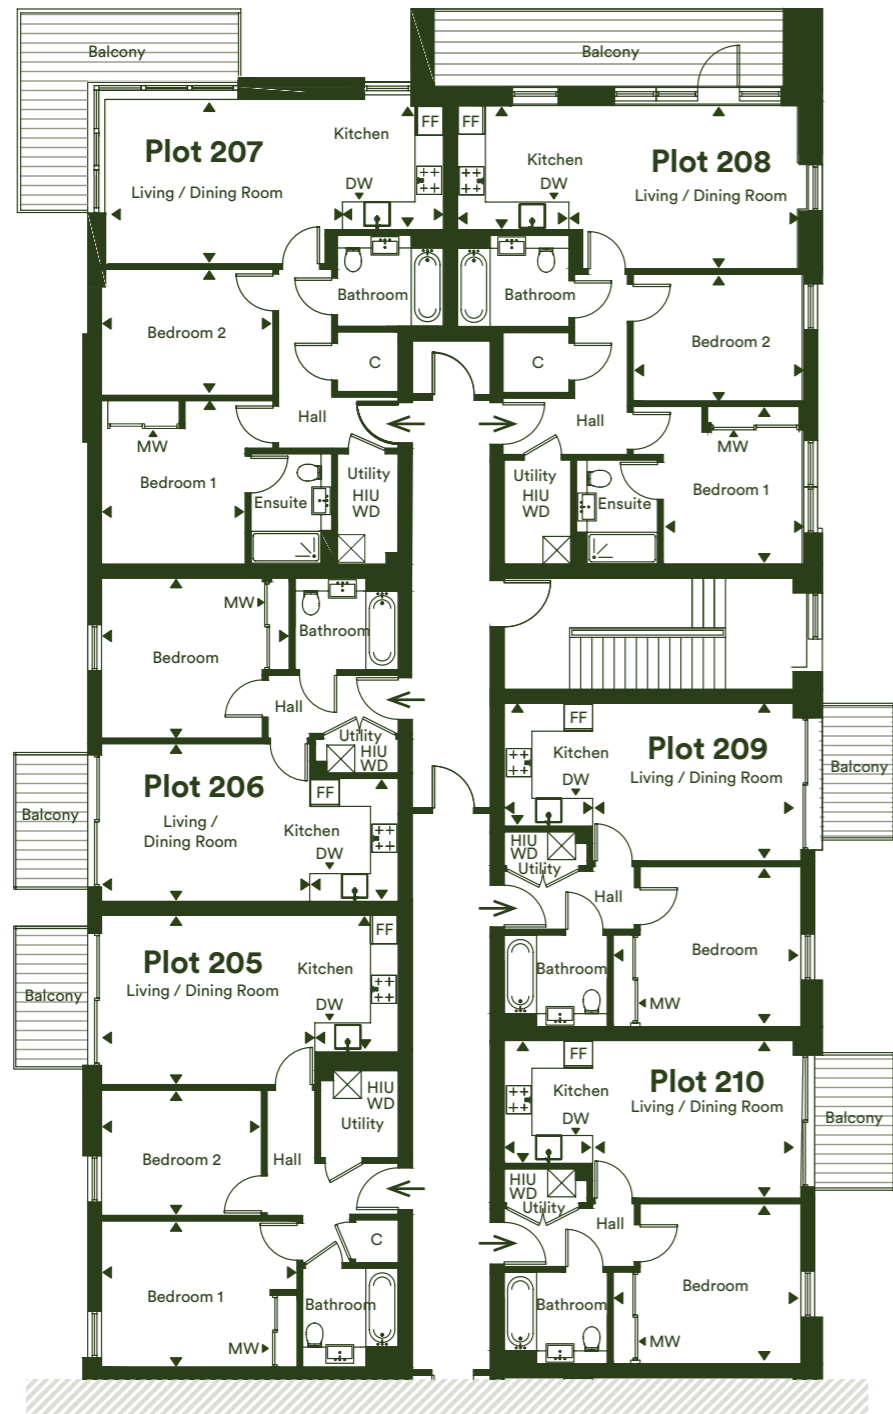 Balcony
Plot 207
Living / Dining Room
Kitchen
FF
DW
Bathroom
Bedroom 2
C
Hall
MW
Bedroom 1
Ensuite
Utility
HIU
WD
Balcony
Plot 208
Living / Dining Room
Kitchen
FF
DW
Bathroom
Bedroom 2
C
Hall
MW
Bedroom 1
Ensuite
Utility
HIU
WD
MW
Bedroom
Bathroom
Hall
Utility
HIU
WD
Plot 206
Living /
Dining Room
Balcony
FF
Kitchen
DW
FF
Kitchen
DW
Plot 209
Living / Dining Room
Balcony
HIU
WD
Utility
Hall
Bedroom
Bathroom
MW
Plot 205
Living / Dining Room
Balcony
FF
Kitchen
DW
HIU
WD
Utility
Bedroom 2
Hall
C
Bedroom 1
Bathroom
MW
FF
Kitchen
DW
Plot 210
Living / Dining Room
Balcony
HIU
WD
Utility
Hall
Bedroom
Bathroom
MW